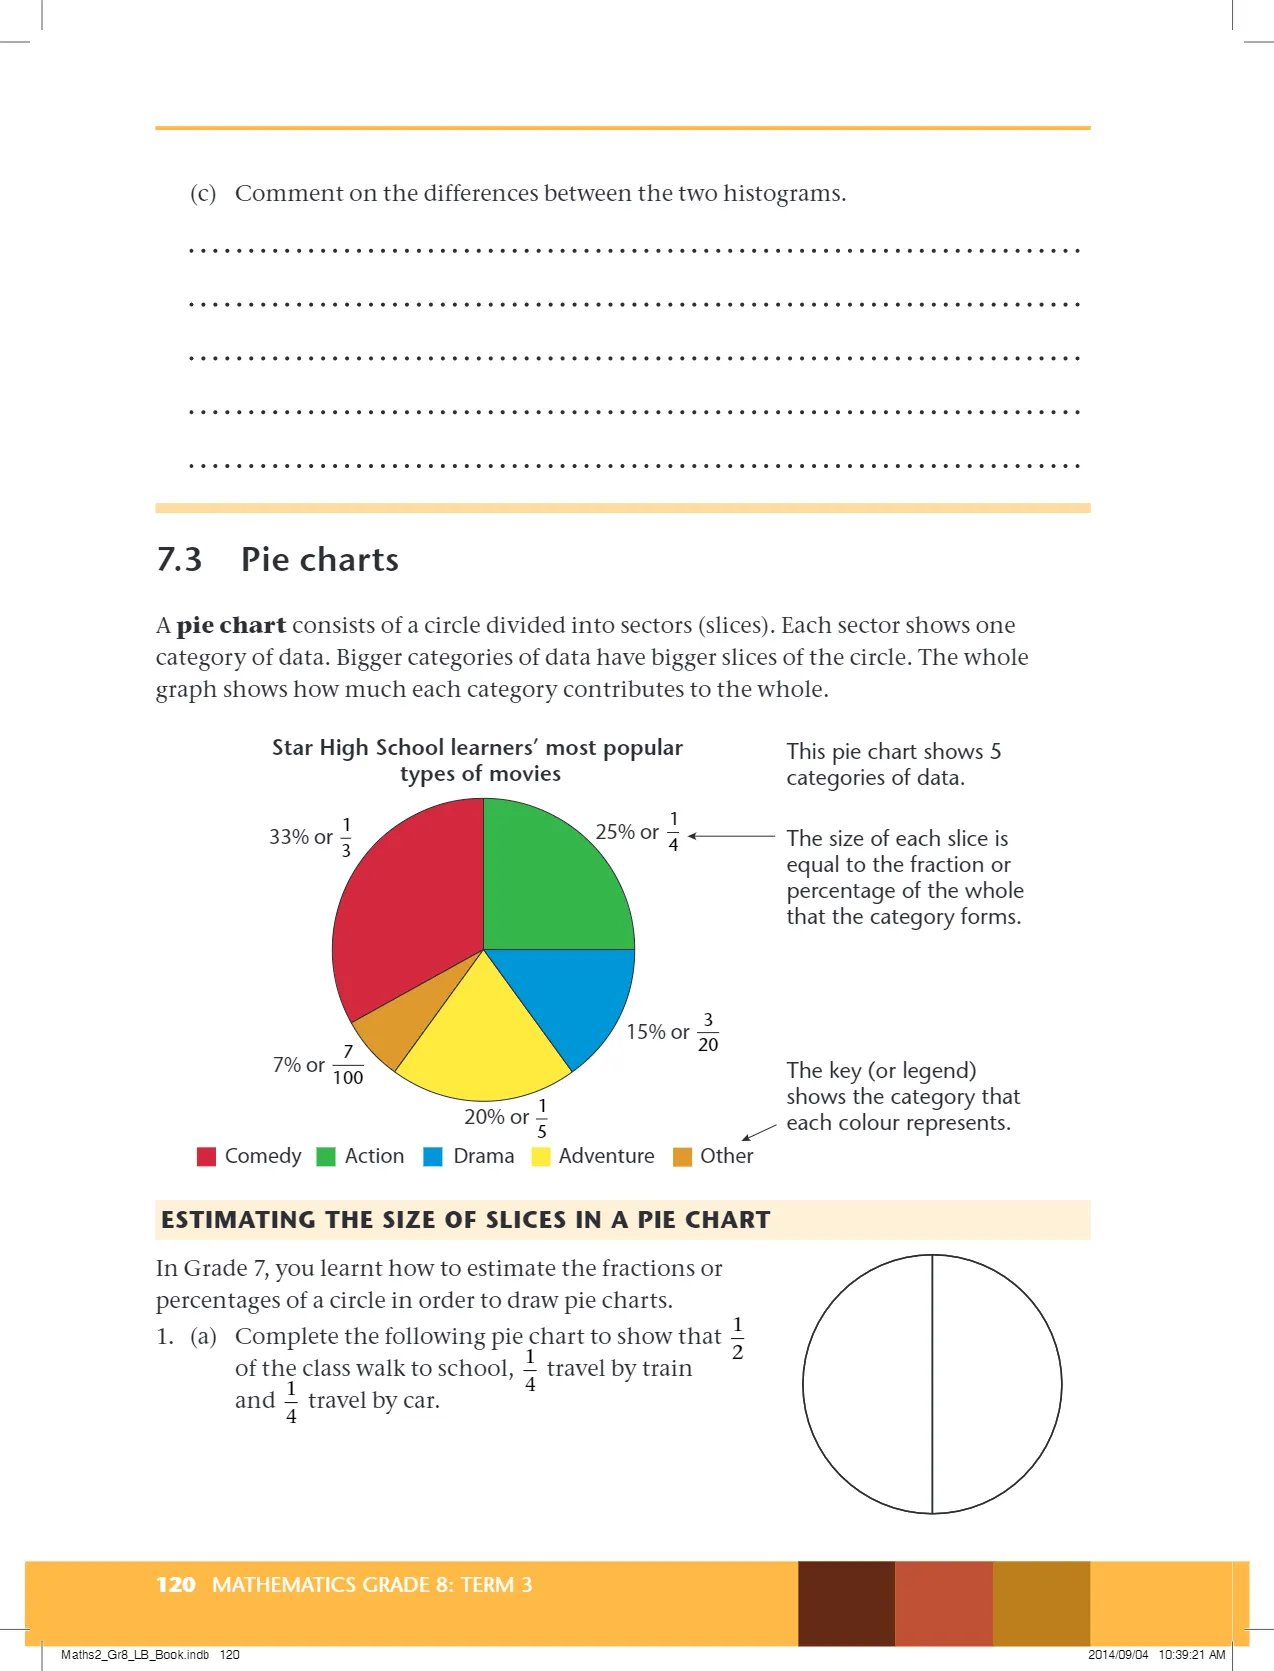 (c) Comment on the differences between the two histograms.
7.3 Pie charts
A pie chart consists of a circle divided into sectors (slices). Each sector shows one
category of data. Bigger categories of data have bigger slices of the circle. The whole
graph shows how much each category contributes to the whole.
Star High School learners’ most popular
types of movies
This pie chart shows 5
categories of data.
33% or 1/3
25% or 1/4
The size of each slice is
equal to the fraction or
percentage of the whole
that the category forms.
15% or 3/20
7% or 7/100
20% or 1/5
The key (or legend)
shows the category that
each colour represents.
Comedy Action Drama Adventure Other
ESTIMATING THE SIZE OF SLICES IN A PIE CHART
In Grade 7, you learnt how to estimate the fractions or
percentages of a circle in order to draw pie charts.
1. (a) Complete the following pie chart to show that 1/2
of the class walk to school, 1/4 travel by train
and 1/4 travel by car.
120 MATHEMATICS GRADE 8: TERM 3
Maths2_Gr8_LB_Book.indb 120
2014/09/04 10:39:21 AM